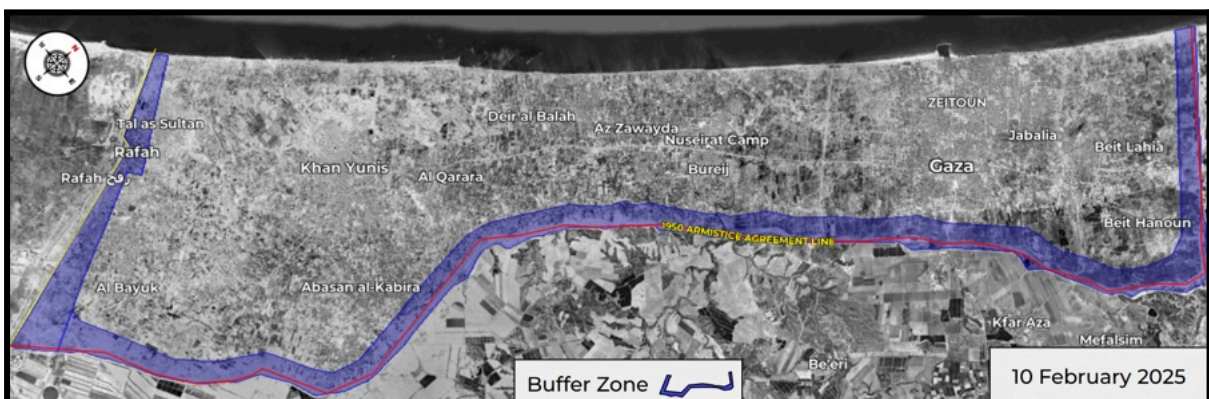 N
Tal as Sultan
Rafah
Rafah رفح
Khan Yunis
Al Qarara
Deir al Balah
Az Zawayda
Nuseirat Camp
Bureij
ZEITOUN
Gaza
Jabalia
Beit Lahia
Beit Hanoun
1950 ARMISTICE AGREEMENT LINE
Al Bayuk
Abasan al-Kabira
Kfar Aza
Mefalsim
Be'eri
Buffer Zone
10 February 2025